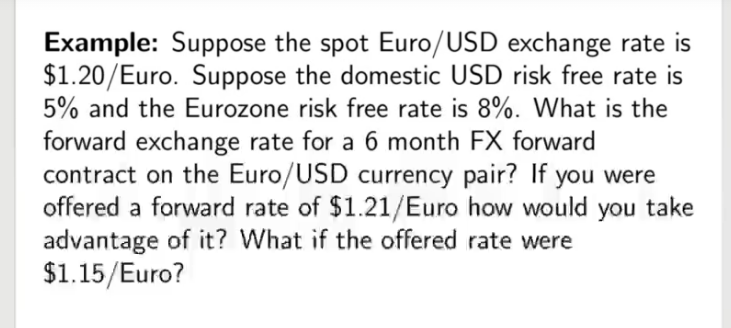 Example: Suppose the spot Euro/USD exchange rate is
$1.20/Euro. Suppose the domestic USD risk free rate is
5% and the Eurozone risk free rate is 8%. What is the
forward exchange rate for a 6 month FX forward
contract on the Euro/USD currency pair? If you were
offered a forward rate of $1.21/Euro how would you take
advantage of it? What if the offered rate were
$1.15/Euro?